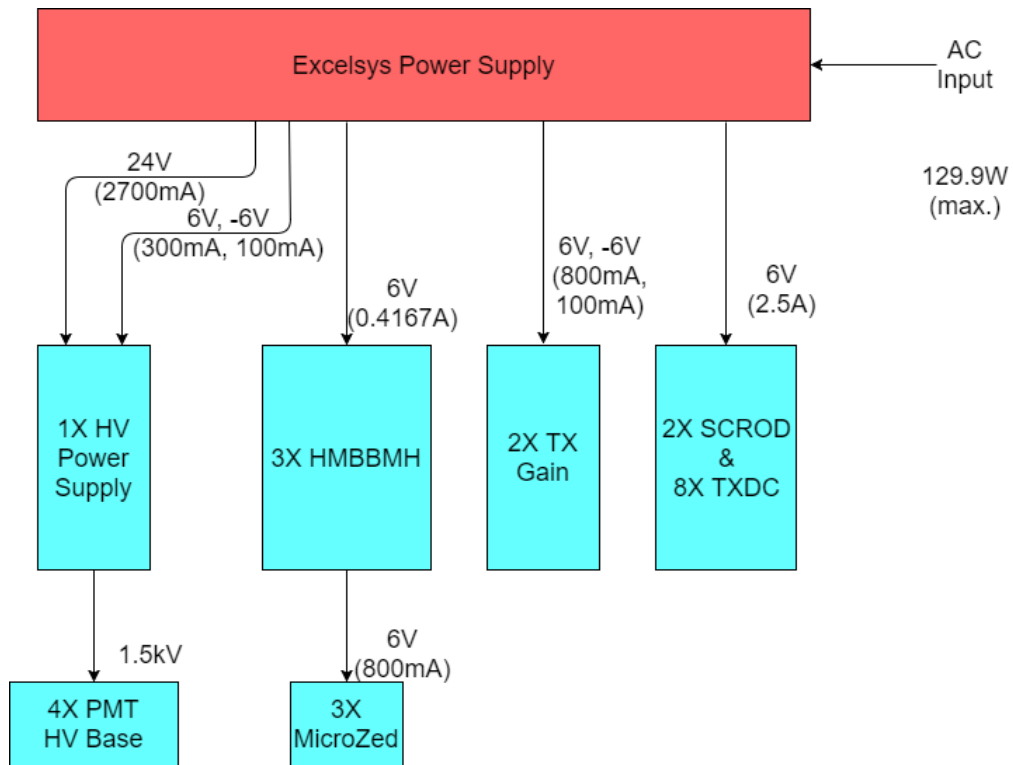 Excelsys Power Supply
AC
Input
129.9W
(max.)
24V
(2700mA)
6V, -6V
(300mA, 100mA)
6V
(0.4167A)
6V, -6V
(800mA,
100mA)
6V
(2.5A)
1X HV
Power
Supply
3X HMBBMH
2X TX
Gain
2X SCROD
&
8X TXDC
1.5kV
6V
(800mA)
4X PMT
HV Base
3X
MicroZed